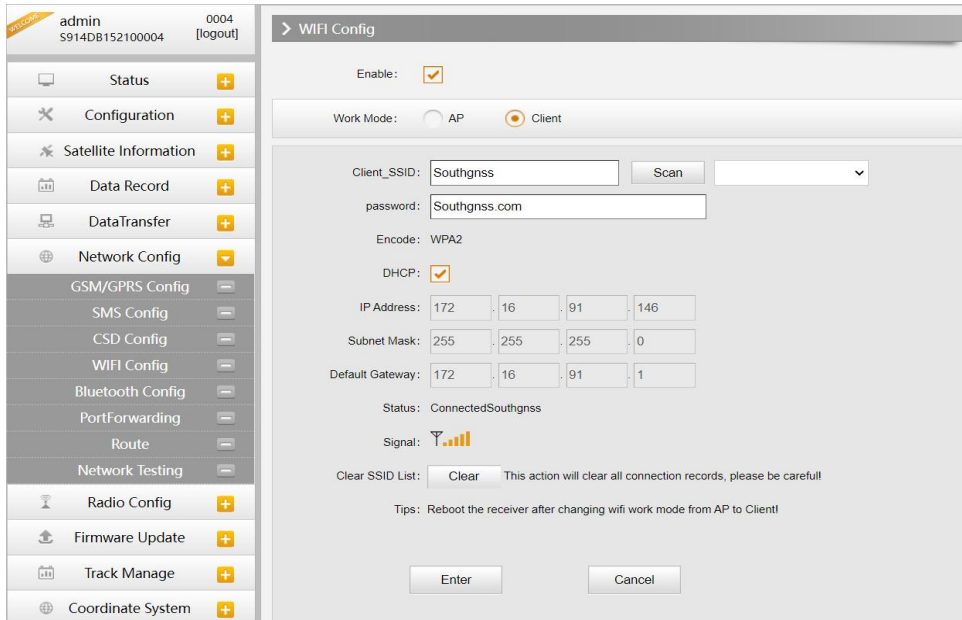 WELCOME
admin
0004
S914DB152100004
[logout]
Status
Configuration
Satellite Information
Data Record
DataTransfer
Network Config
GSM/GPRS Config
SMS Config
CSD Config
WIFI Config
Bluetooth Config
PortForwarding
Route
Network Testing
Radio Config
Firmware Update
Track Manage
Coordinate System
WIFI Config
Enable:
Work Mode: AP Client
Client_SSID: Southgnss Scan
password: Southgnss.com
Encode: WPA2
DHCP:
IP Address: 172 . 16 . 91 . 146
Subnet Mask: 255 . 255 . 255 . 0
Default Gateway: 172 . 16 . 91 . 1
Status: ConnectedSouthgnss
Signal:
Clear SSID List: Clear This action will clear all connection records, please be careful!
Tips: Reboot the receiver after changing wifi work mode from AP to Client!
Enter Cancel